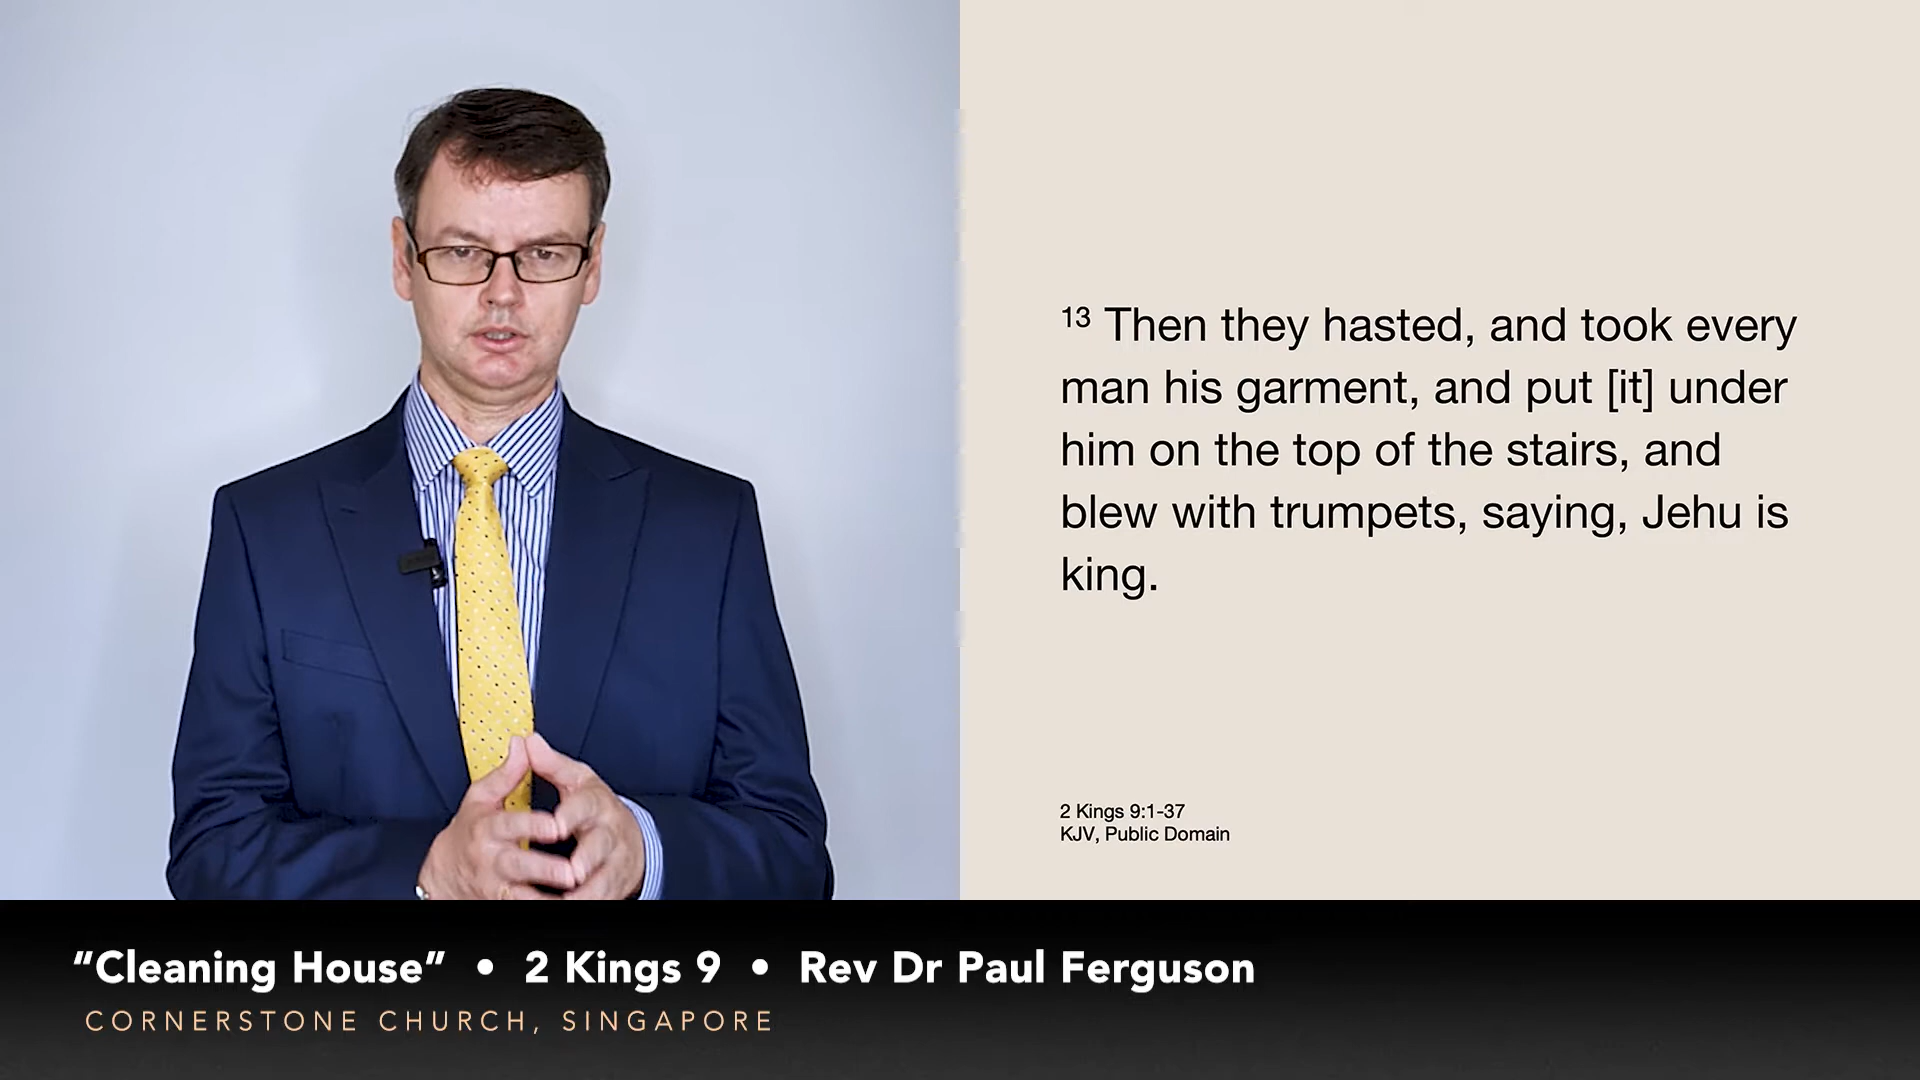 ¹³ Then they hasted, and took every
man his garment, and put [it] under
him on the top of the stairs, and
blew with trumpets, saying, Jehu is
king.
2 Kings 9:1-37
KJV, Public Domain
“Cleaning House” • 2 Kings 9 • Rev Dr Paul Ferguson
CORNERSTONE CHURCH, SINGAPORE